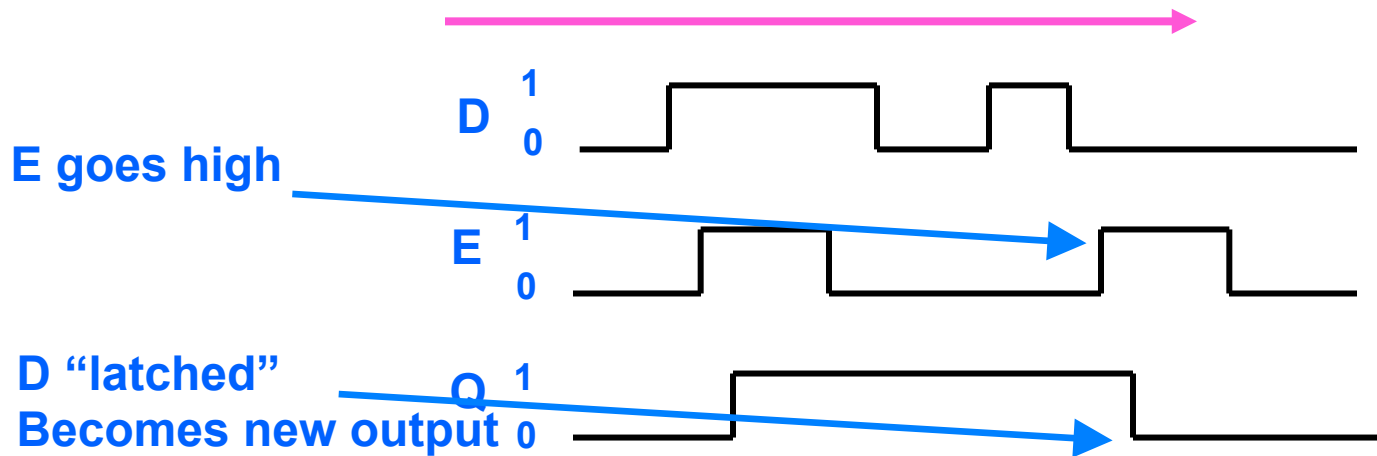 1
D
0
E goes high
1
E
0
D “latched”
Q 1
Becomes new output 0